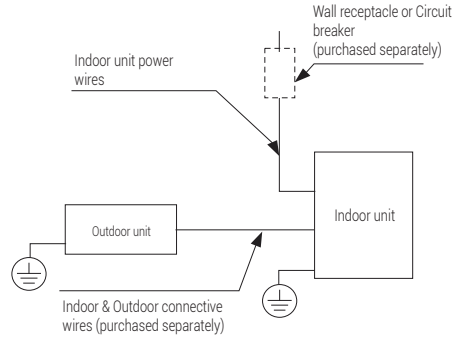 Wall receptacle or Circuit
breaker
(purchased separately)
Indoor unit power
wires
Indoor unit
Outdoor unit
Indoor & Outdoor connective
wires (purchased separately)